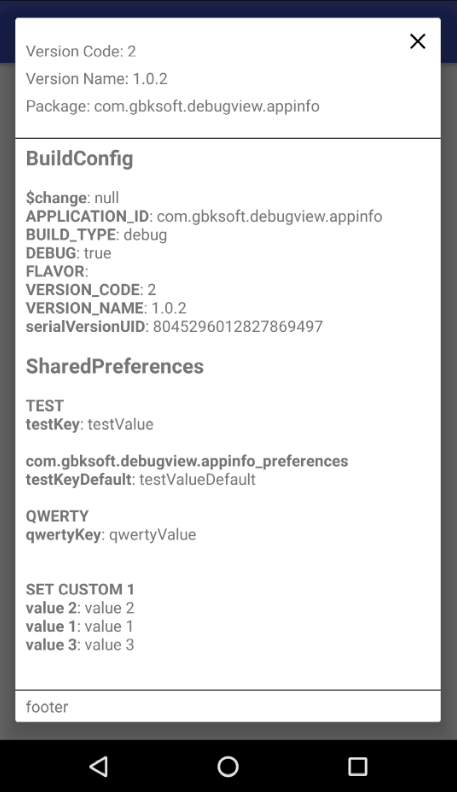 Version Code: 2
Version Name: 1.0.2
Package: com.gbksoft.debugview.appinfo
BuildConfig
$change: null
APPLICATION_ID: com.gbksoft.debugview.appinfo
BUILD_TYPE: debug
DEBUG: true
FLAVOR:
VERSION_CODE: 2
VERSION_NAME: 1.0.2
serialVersionUID: 8045296012827869497
SharedPreferences
TEST
testKey: testValue
com.gbksoft.debugview.appinfo_preferences
testKeyDefault: testValueDefault
QWERTY
qwertyKey: qwertyValue
SET CUSTOM 1
value 2: value 2
value 1: value 1
value 3: value 3
footer